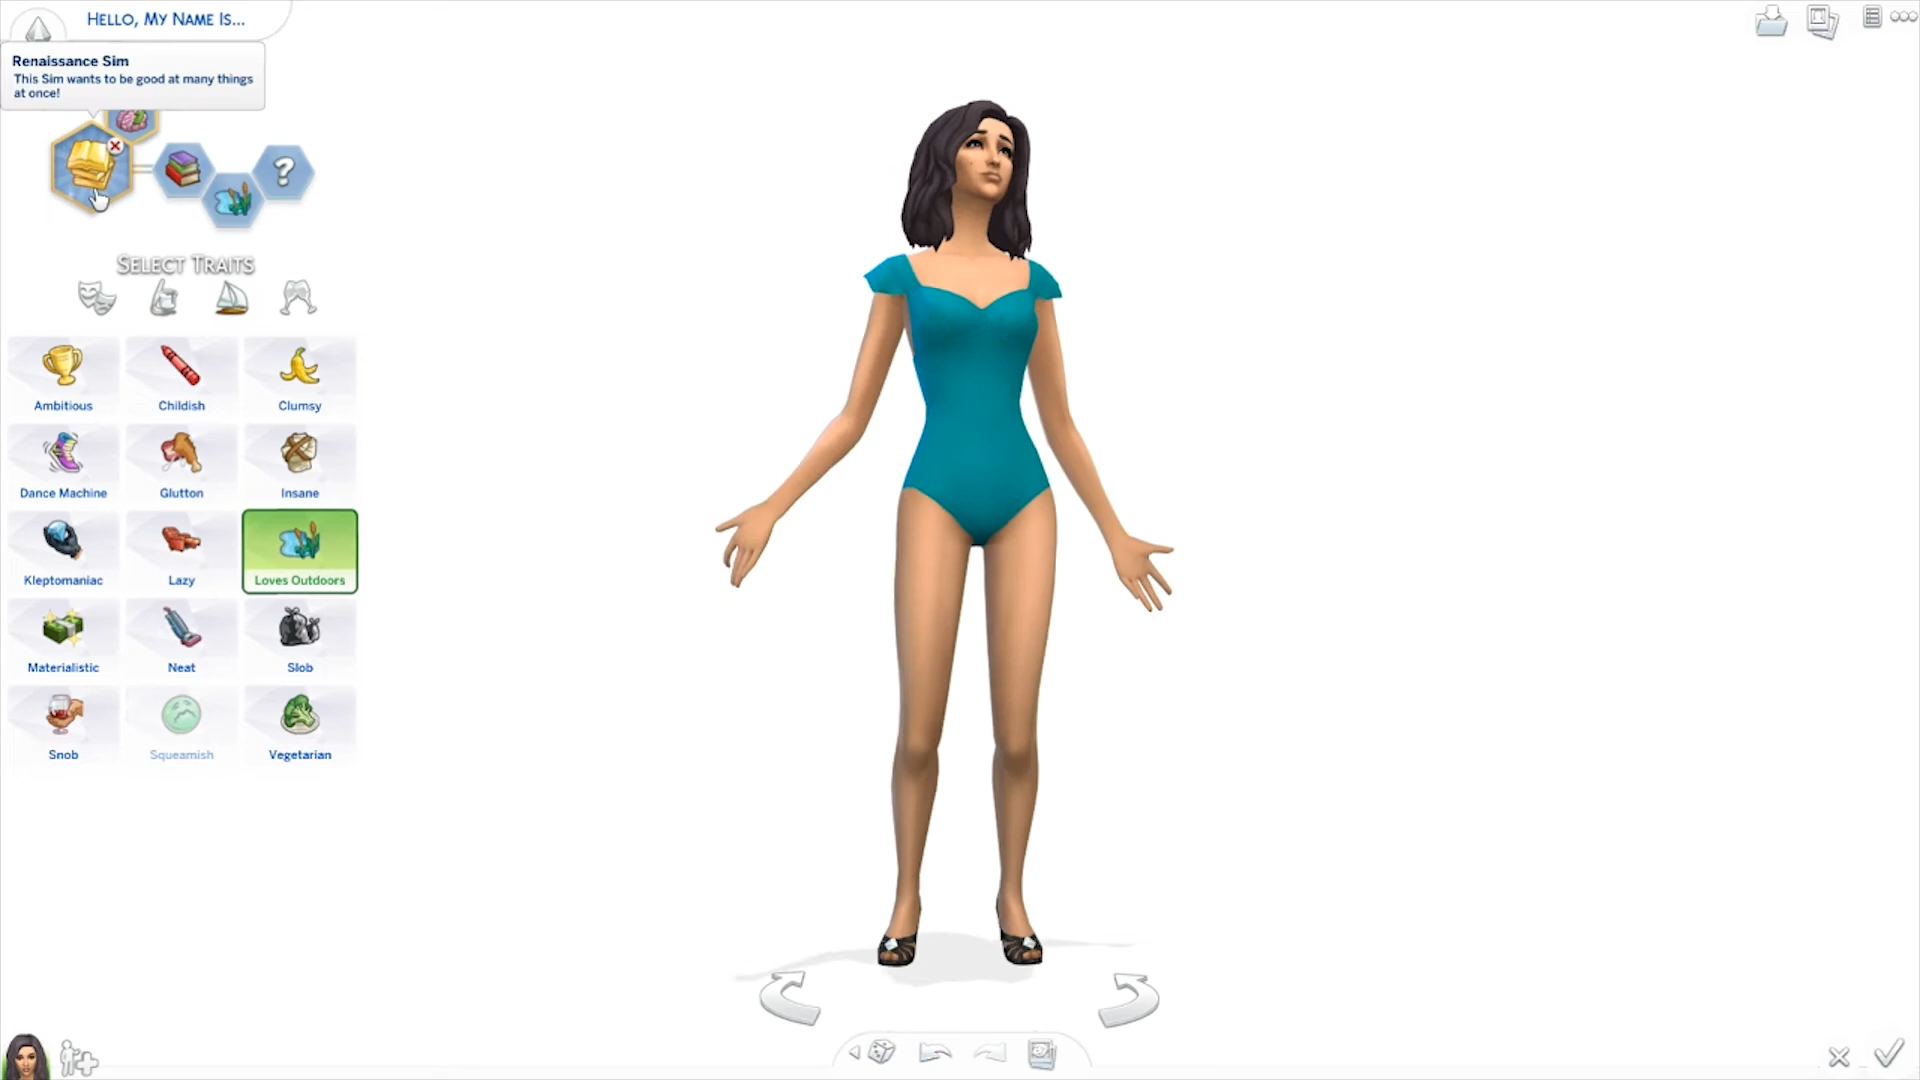 Hello, My Name Is...
Renaissance Sim
This Sim wants to be good at many things
at once!
?
Select Traits
Ambitious
Childish
Clumsy
Dance Machine
Glutton
Insane
Kleptomaniac
Lazy
Loves Outdoors
Materialistic
Neat
Slob
Snob
Squeamish
Vegetarian